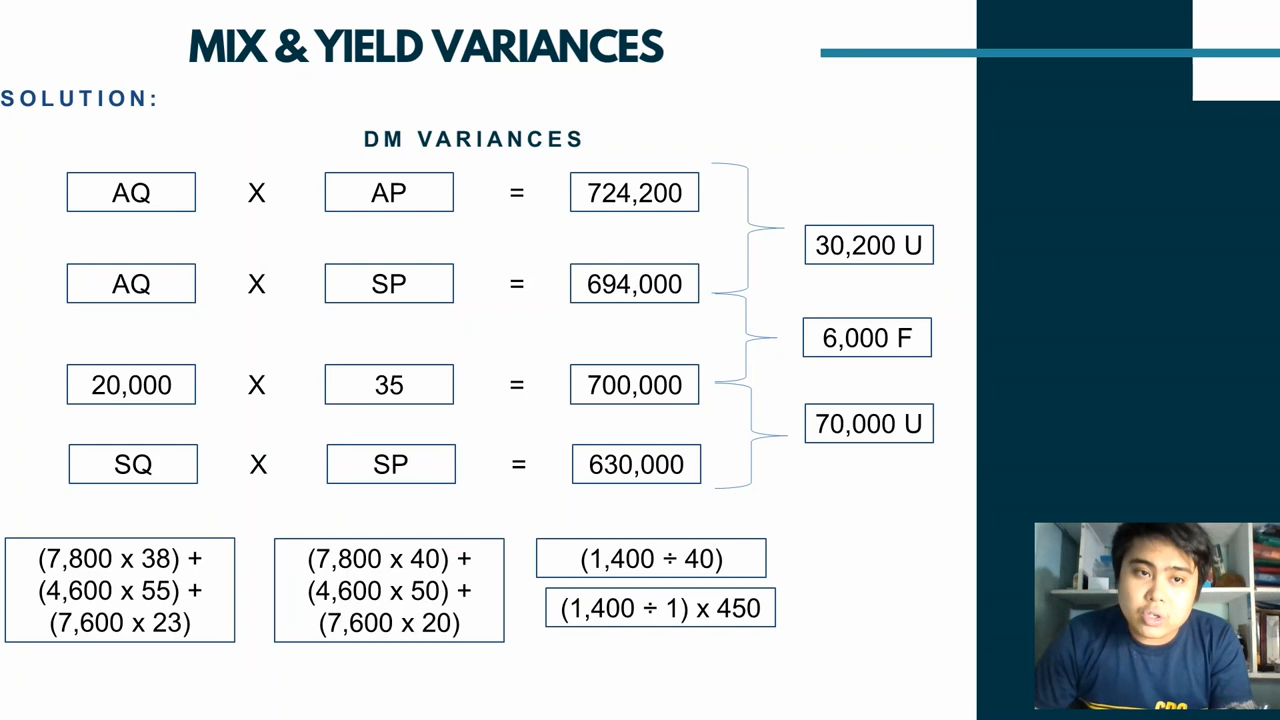 MIX & YIELD VARIANCES
SOLUTION:
DM VARIANCES
AQ X AP = 724,200
30,200 U
AQ X SP = 694,000
6,000 F
20,000 X 35 = 700,000
70,000 U
SQ X SP = 630,000
(7,800 x 38) +
(4,600 x 55) +
(7,600 x 23)
(7,800 x 40) +
(4,600 x 50) +
(7,600 x 20)
(1,400 ÷ 40)
(1,400 ÷ 1) x 450